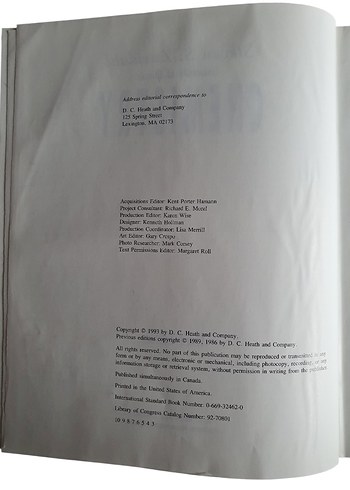 Address editorial correspondence to
D. C. Heath and Company
125 Spring Street
Lexington, MA 02173
Acquisitions Editor: Kent Porter Hamann
Project Consultant: Richard E.
Production Editor: Karen Wise
Designer: Kenneth Hollman
Production Coordinator: Lisa Merrill
Art Editor: Gary Crespo
Photo Researcher: Mark Corsey
Text Permissions Editor: Margaret Roll
Copyright © 1993 by D. C. Heath and Company.
Previous editions copyright © 1989, 1986 by D. C. Heath and Company.
All rights reserved. No part of this publication may be reproduced or transmitted in any
form or by any means, electronic or mechanical, including photocopy, recording, or any
information storage or retrieval system, without permission in writing from the publisher.
Published simultaneously in Canada.
Printed in the United States of America.
International Standard Book Number: 0-669-32462-0
Library of Congress Catalog Number: 92-70801
10 9 8 7 6 5 4 3